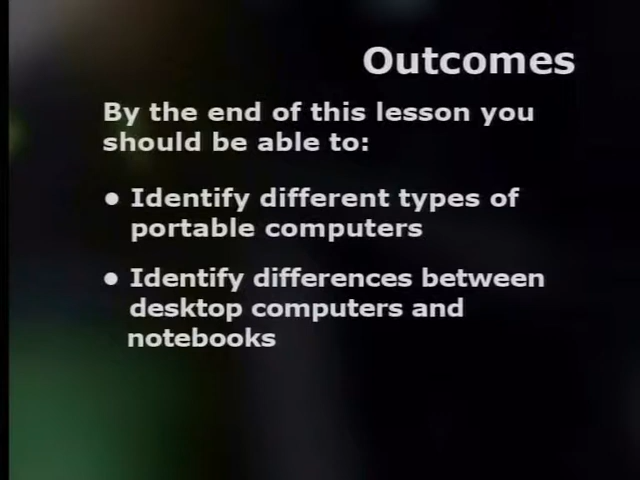 Outcomes
By the end of this lesson you
should be able to:
• Identify different types of
portable computers
• Identify differences between
desktop computers and
notebooks